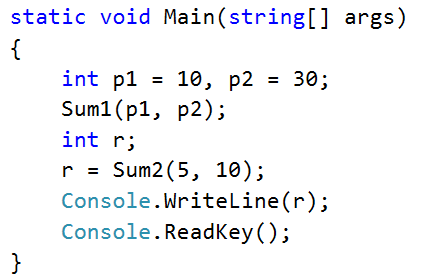 static void Main(string[] args)
{
int p1 = 10, p2 = 30;
Sum1(p1, p2);
int r;
r = Sum2(5, 10);
Console.WriteLine(r);
Console.ReadKey();
}